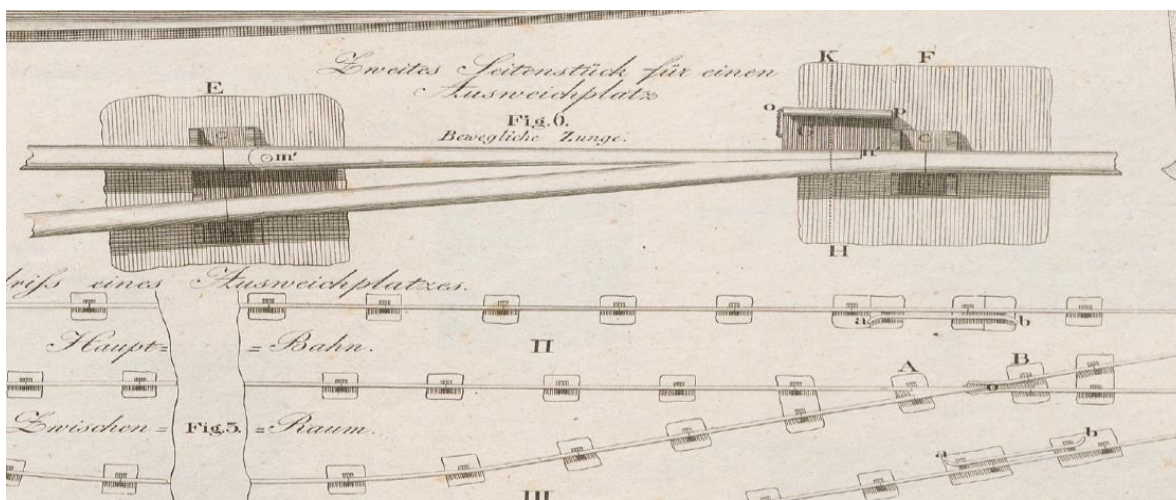 Zweites Seitenstück für einen
Ausweichplatz
Fig. 6.
Bewegliche Zunge.
E
K
F
o
p
G
m'
n'
H
driß eines Ausweichplatzes.
a
b
Haupt= =Bahn.
II
A
B
o
Zwischen= Fig.5. =Raum.
a
b
III